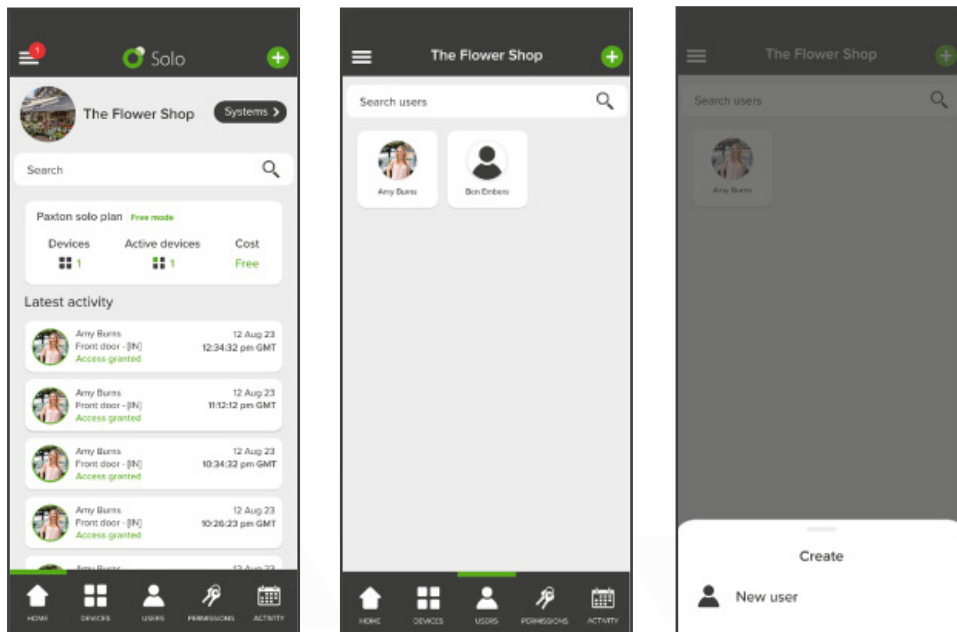 1
Solo
The Flower Shop
Systems >
Search
Paxton solo plan Free mode
Devices Active devices Cost
1 1 Free
Latest activity
Amy Burns 12 Aug 23
Front door - [IN] 12:34:32 pm GMT
Access granted
Amy Burns 12 Aug 23
Front door - [IN] 11:12:12 pm GMT
Access granted
Amy Burns 12 Aug 23
Front door - [IN] 10:34:32 pm GMT
Access granted
Amy Burns 12 Aug 23
Front door - [IN] 10:26:23 pm GMT
Access granted
Amy Burns 12 Aug 23
HOME DEVICES USERS PERMISSIONS ACTIVITY
The Flower Shop
Search users
Amy Burns Ben Embers
HOME DEVICES USERS PERMISSIONS ACTIVITY
The Flower Shop
Search users
Amy Burns
Create
New user